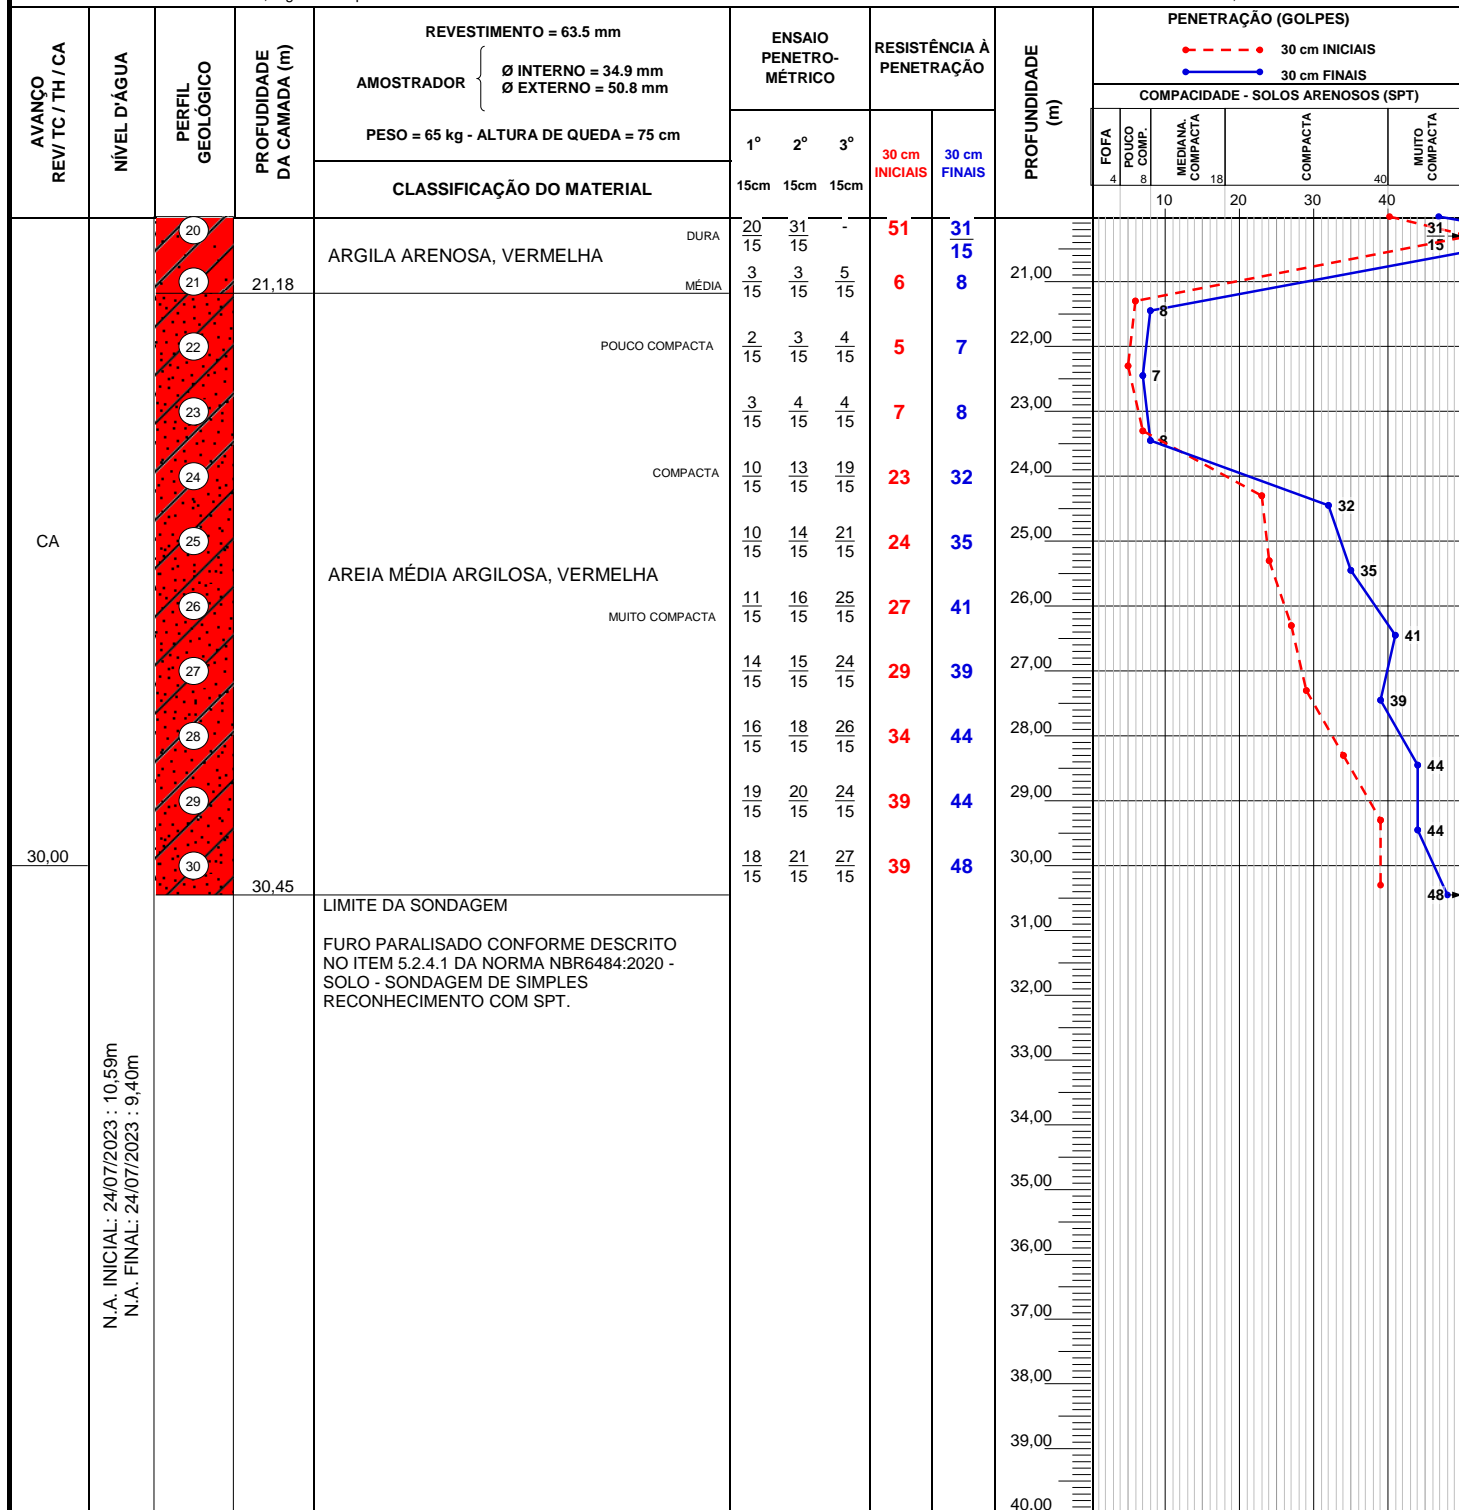 AVANÇO
REV/ TC / TH / CA
NÍVEL D'ÁGUA
PERFIL
GEOLÓGICO
PROFUDIDADE
DA CAMADA (m)
REVESTIMENTO = 63.5 mm
AMOSTRADOR
Ø INTERNO = 34.9 mm
Ø EXTERNO = 50.8 mm
PESO = 65 kg - ALTURA DE QUEDA = 75 cm
CLASSIFICAÇÃO DO MATERIAL
ENSAIO
PENETRO-
MÉTRICO
1° 2° 3°
15cm 15cm 15cm
RESISTÊNCIA À
PENETRAÇÃO
30 cm
INICIAIS
30 cm
FINAIS
PROFUNDIDADE
(m)
PENETRAÇÃO (GOLPES)
30 cm INICIAIS
30 cm FINAIS
COMPACIDADE - SOLOS ARENOSOS (SPT)
FOFA
POUCO
COMP.
MEDIANA.
COMPACTA
COMPACTA
MUITO
COMPACTA
4 8 18 40
10 20 30 40
20 DURA 20/15 31/15 - 51 31/15 31/15
ARGILA ARENOSA, VERMELHA
21 21,18 MÉDIA 3/15 3/15 5/15 6 8 21,00
8
22 POUCO COMPACTA 2/15 3/15 4/15 5 7 22,00
7
23 3/15 4/15 4/15 7 8 23,00
8
24 COMPACTA 10/15 13/15 19/15 23 32 24,00
32
CA 25 10/15 14/15 21/15 24 35 25,00
35
AREIA MÉDIA ARGILOSA, VERMELHA
26 MUITO COMPACTA 11/15 16/15 25/15 27 41 26,00
41
27 14/15 15/15 24/15 29 39 27,00
39
28 16/15 18/15 26/15 34 44 28,00
44
29 19/15 20/15 24/15 39 44 29,00
44
30,00 30 18/15 21/15 27/15 39 48 30,00
30,45 48
LIMITE DA SONDAGEM
31,00
FURO PARALISADO CONFORME DESCRITO
NO ITEM 5.2.4.1 DA NORMA NBR6484:2020 -
SOLO - SONDAGEM DE SIMPLES
RECONHECIMENTO COM SPT.
32,00
33,00
34,00
35,00
36,00
37,00
38,00
39,00
40,00
N.A. INICIAL: 24/07/2023 : 10,59m
N.A. FINAL: 24/07/2023 : 9,40m